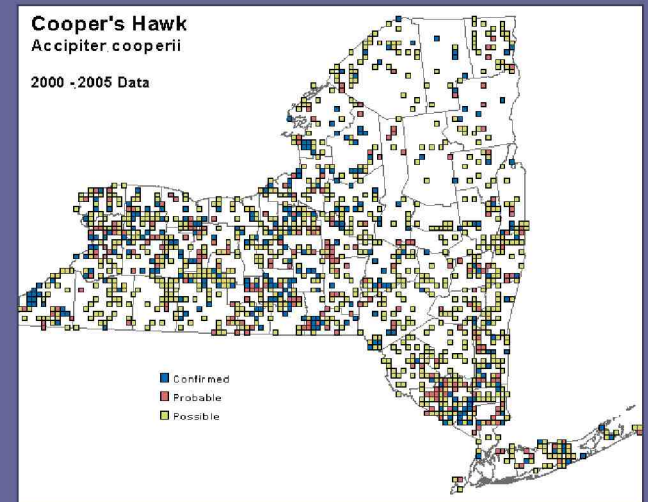 Cooper's Hawk
Accipiter cooperii
2000 - 2005 Data
Confirmed
Probable
Possible